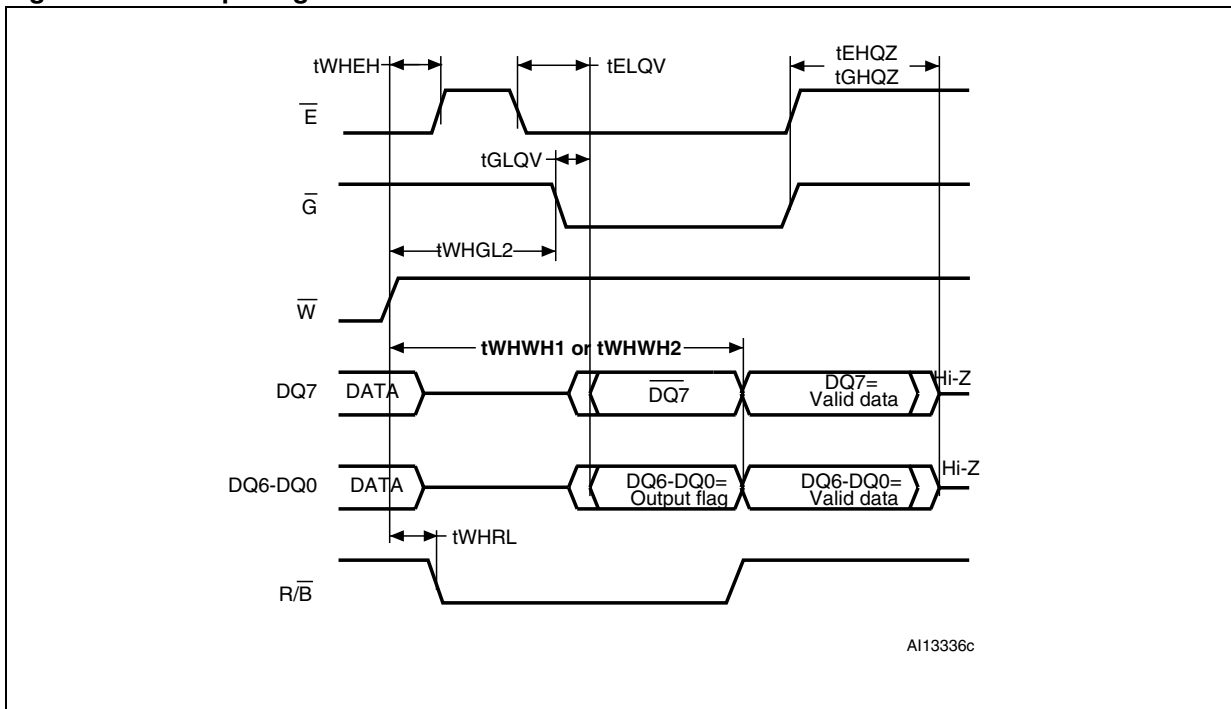 tWHEH
tELQV
tEHQZ
tGHQZ
E̅
tGLQV
G̅
tWHGL2
W̅
tWHWH1 or tWHWH2
DQ7
DATA
D̅Q̅7̅
DQ7=
Valid data
Hi-Z
DQ6-DQ0
DATA
DQ6-DQ0=
Output flag
DQ6-DQ0=
Valid data
Hi-Z
tWHRL
R/B̅
AI13336c